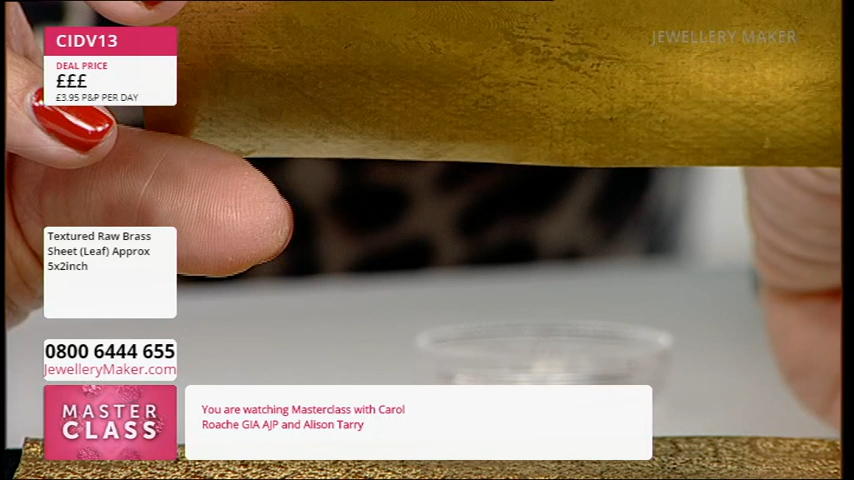 CIDV13
DEAL PRICE
£££
£3.95 P&P PER DAY
JEWELLERY MAKER
Textured Raw Brass
Sheet (Leaf) Approx
5x2inch
0800 6444 655
JewelleryMaker.com
MASTER
CLASS
You are watching Masterclass with Carol
Roache GIA AJP and Alison Tarry